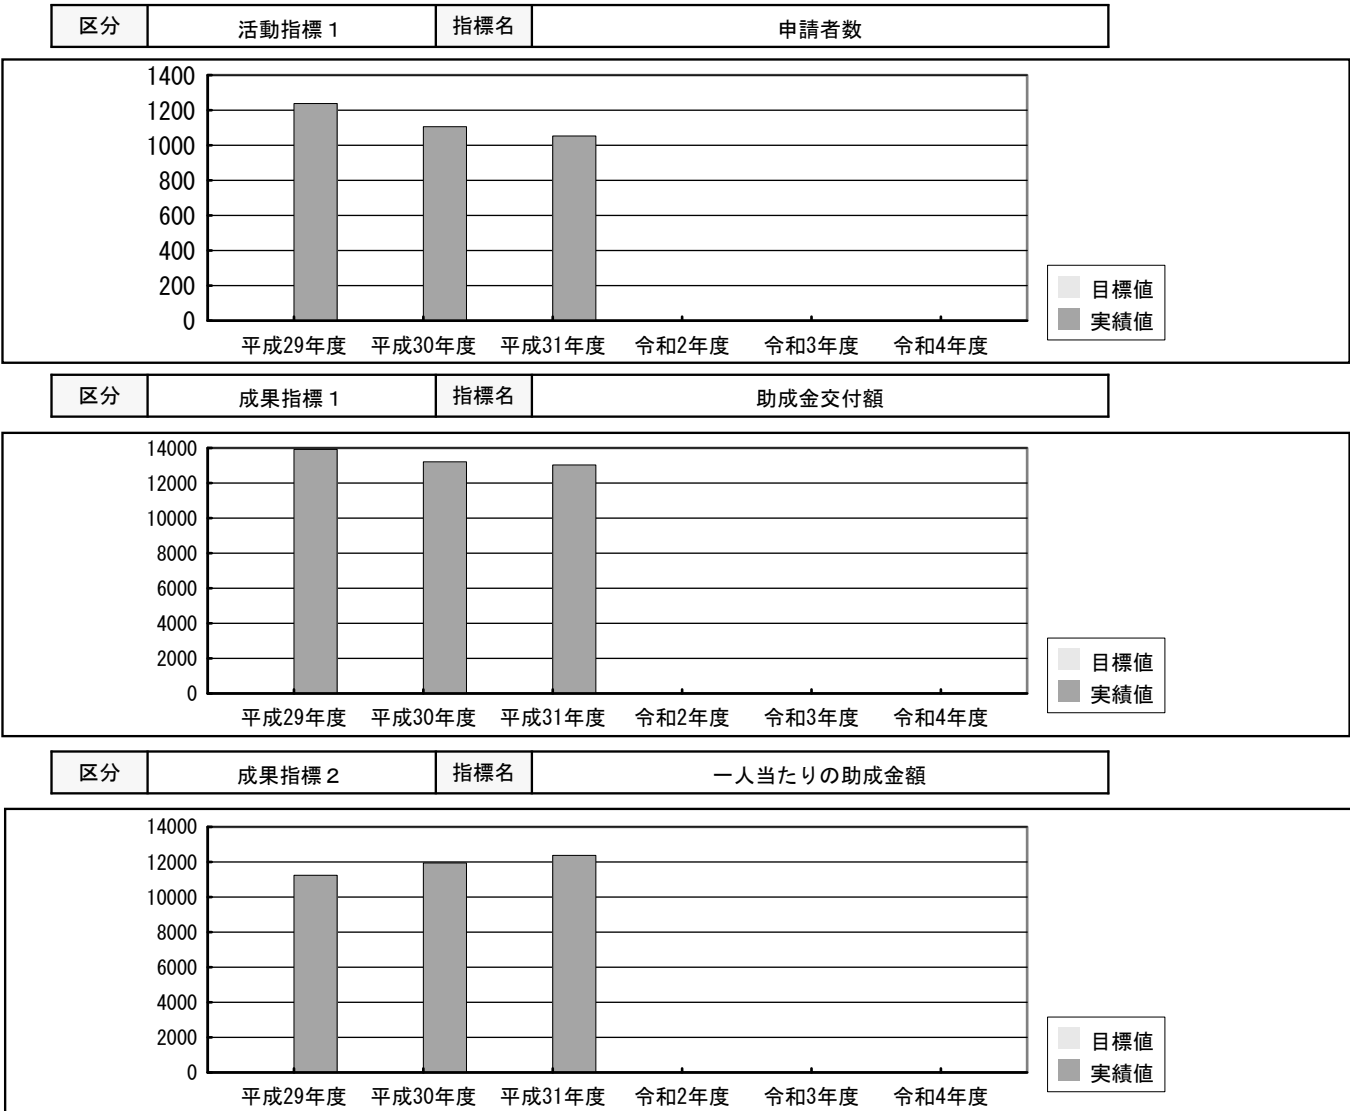 区分 活動指標１ 指標名 申請者数
1400
1200
1000
800
600
400
200
0
平成29年度 平成30年度 平成31年度 令和2年度 令和3年度 令和4年度
目標値
実績値
区分 成果指標１ 指標名 助成金交付額
14000
12000
10000
8000
6000
4000
2000
0
平成29年度 平成30年度 平成31年度 令和2年度 令和3年度 令和4年度
目標値
実績値
区分 成果指標２ 指標名 一人当たりの助成金額
14000
12000
10000
8000
6000
4000
2000
0
平成29年度 平成30年度 平成31年度 令和2年度 令和3年度 令和4年度
目標値
実績値